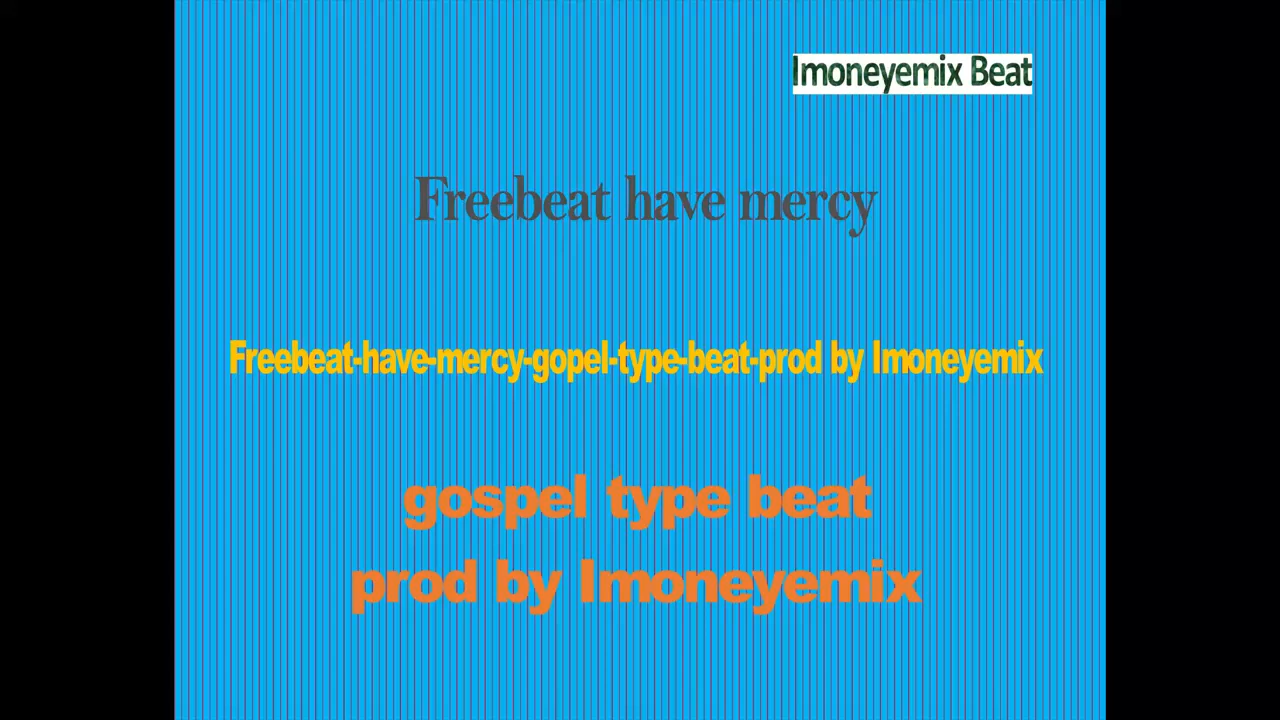 Imoneyemix Beat
Freebeat have mercy
Freebeat-have-mercy-gopel-type-beat-prod by Imoneyemix
gospel type beat
prod by Imoneyemix